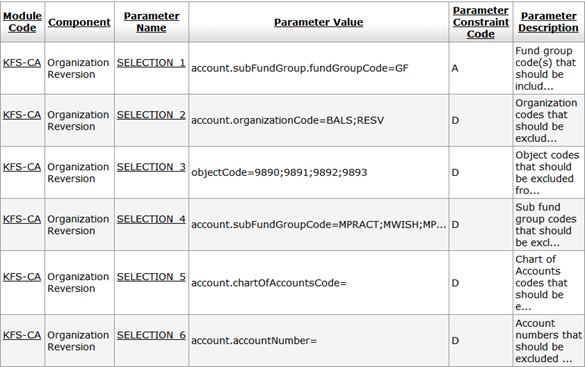 Module Code Component Parameter Name Parameter Value Parameter Constraint Code Parameter Description
KFS-CA Organization Reversion SELECTION_1 account.subFundGroup.fundGroupCode=GF A Fund group code(s) that should be includ...
KFS-CA Organization Reversion SELECTION_2 account.organizationCode=BALS;RESV D Organization codes that should be exclud...
KFS-CA Organization Reversion SELECTION_3 objectCode=9890;9891;9892;9893 D Object codes that should be excluded fro...
KFS-CA Organization Reversion SELECTION_4 account.subFundGroupCode=MPRACT;MWISH;MP... D Sub fund group codes that should be excl...
KFS-CA Organization Reversion SELECTION_5 account.chartOfAccountsCode= D Chart of Accounts codes that should be e...
KFS-CA Organization Reversion SELECTION_6 account.accountNumber= D Account numbers that should be excluded ...